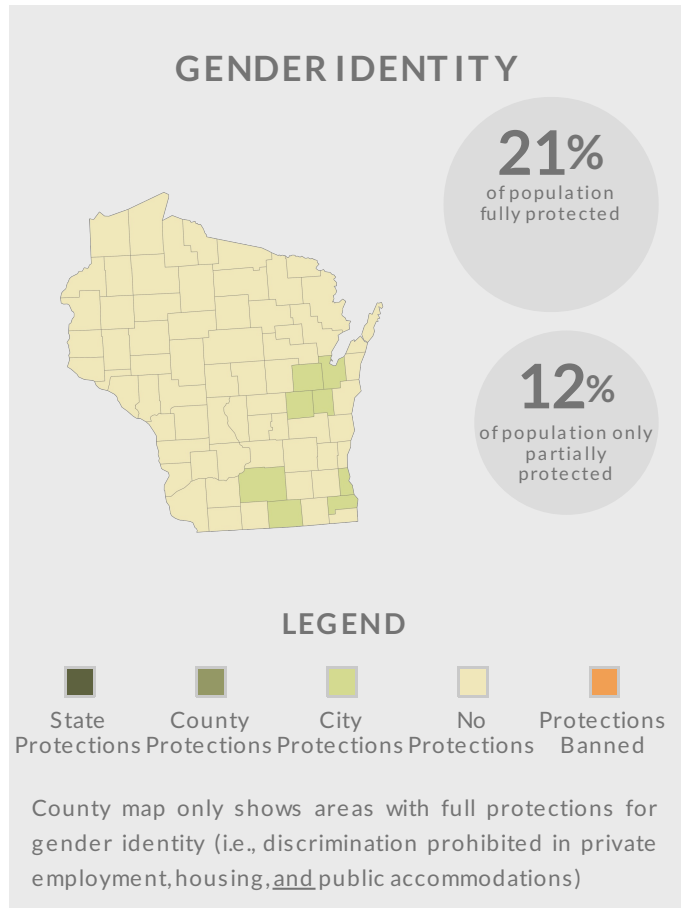 GENDER IDENTITY
21%
of population
fully protected
12%
of population only
partially
protected
LEGEND
State
Protections
County
Protections
City
Protections
No
Protections
Protections
Banned
County map only shows areas with full protections for
gender identity (i.e., discrimination prohibited in private
employment, housing, and public accommodations)